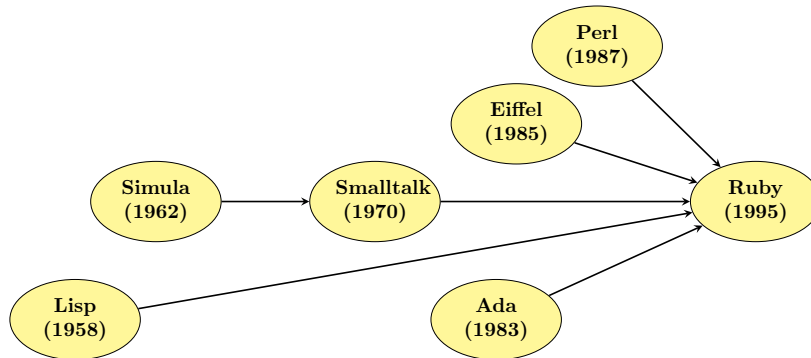 Perl
(1987)
Eiffel
(1985)
Simula
(1962)
Smalltalk
(1970)
Ruby
(1995)
Lisp
(1958)
Ada
(1983)